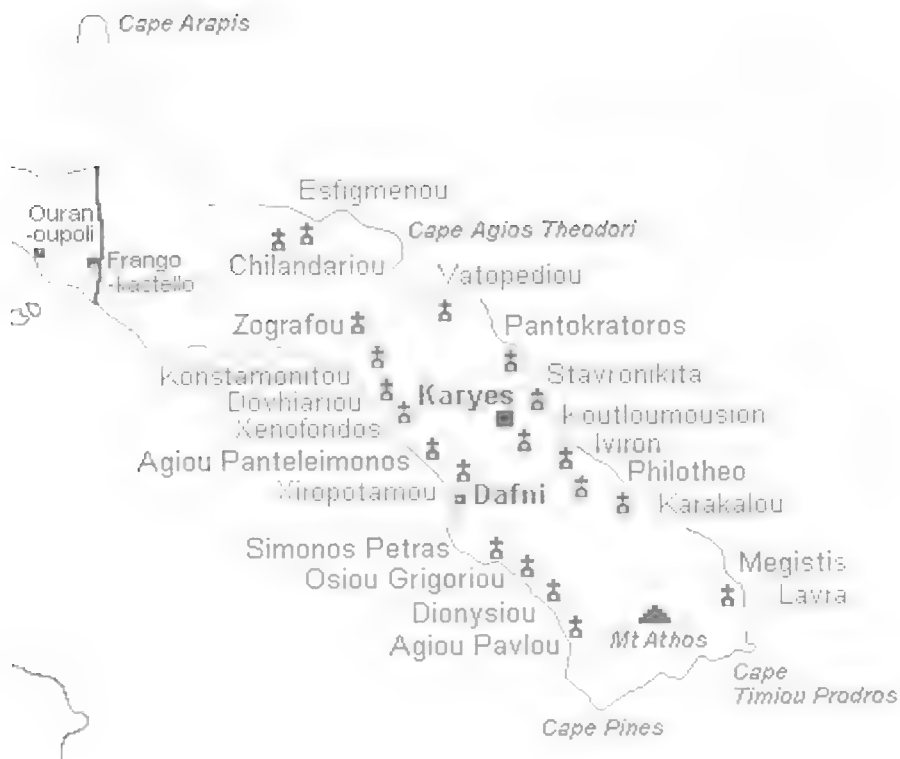 Cape Arapis
Esfigmenou
Ouran
-oupoli
Cape Agios Theodori
Frango
-kastello
Chilandariou
Vatopediou
30
Zografou
Pantokratoros
Konstamonitou
Stavronikita
Dovhiariou
Karyes
Koutloumousion
Xenofondos
Iviron
Agiou Panteleimonos
Philotheo
Xiropotamou
Dafni
Karakalou
Simonos Petras
Megistis
Osiou Grigoriou
Lavra
Dionysiou
Agiou Pavlou
Mt Athos
Cape
Timiou Prodros
Cape Pines